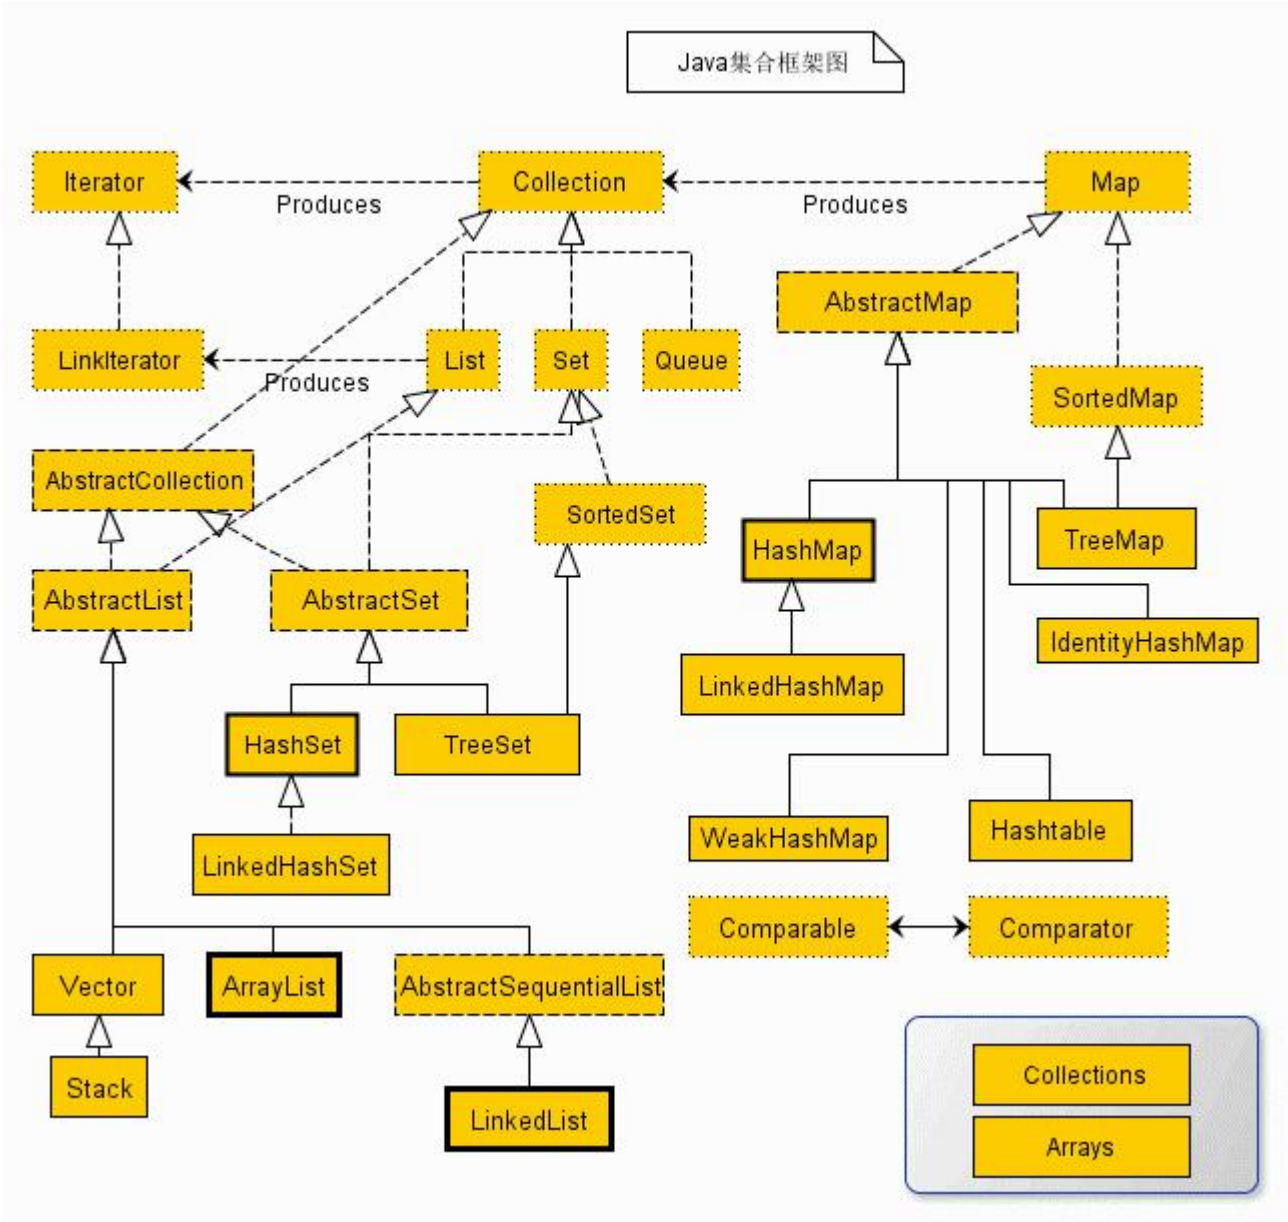 Java集合框架图
Iterator
Collection
Map
Produces
Produces
AbstractMap
LinkIterator
List
Set
Queue
Produces
SortedMap
AbstractCollection
SortedSet
HashMap
TreeMap
AbstractList
AbstractSet
IdentityHashMap
LinkedHashMap
HashSet
TreeSet
WeakHashMap
Hashtable
LinkedHashSet
Comparable
Comparator
Vector
ArrayList
AbstractSequentialList
Stack
Collections
LinkedList
Arrays